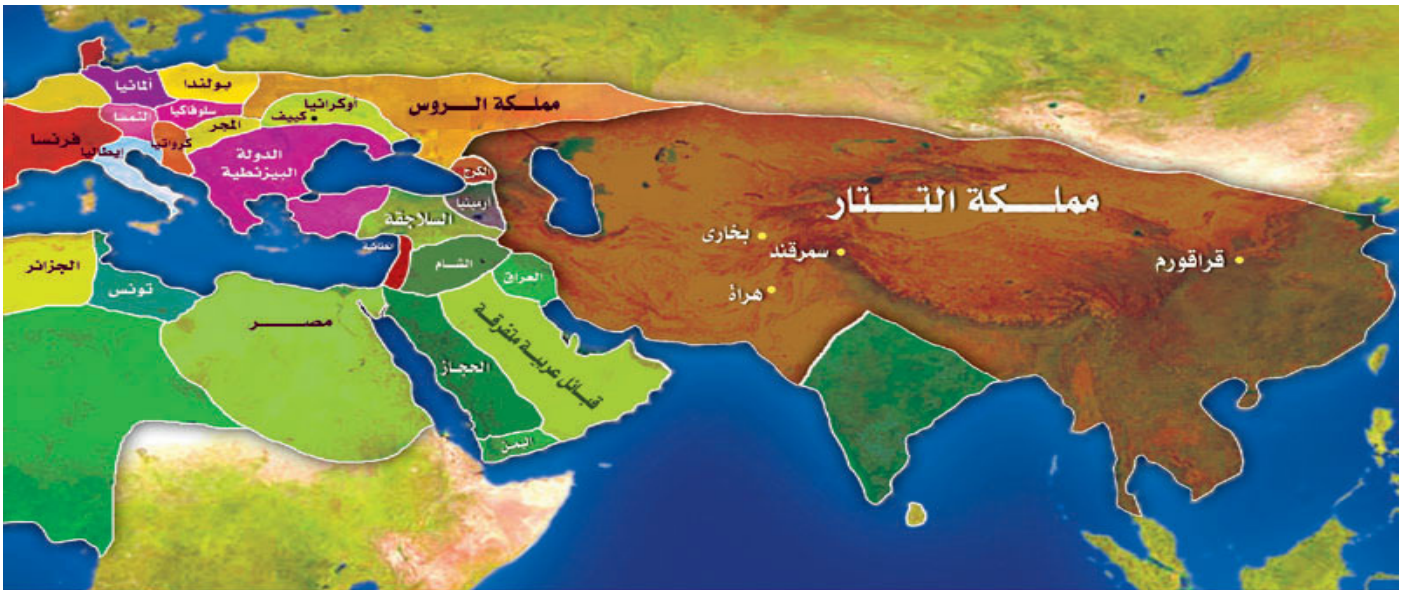 ألمانيا
بولندا
النمسا
سلوفاكيا
أوكرانيا
كييف
مملكة الروس
فرنسا
إيطاليا
كرواتيا
المجر
الدولة
البيزنطية
الكرج
أرمينيا
السلاجقة
أنطاكية
الشام
العراق
الجزائر
تونس
مصر
الحجاز
قبائل عربية متفرقة
اليمن
مملكة التتار
بخارى
سمرقند
هراة
قراقورم